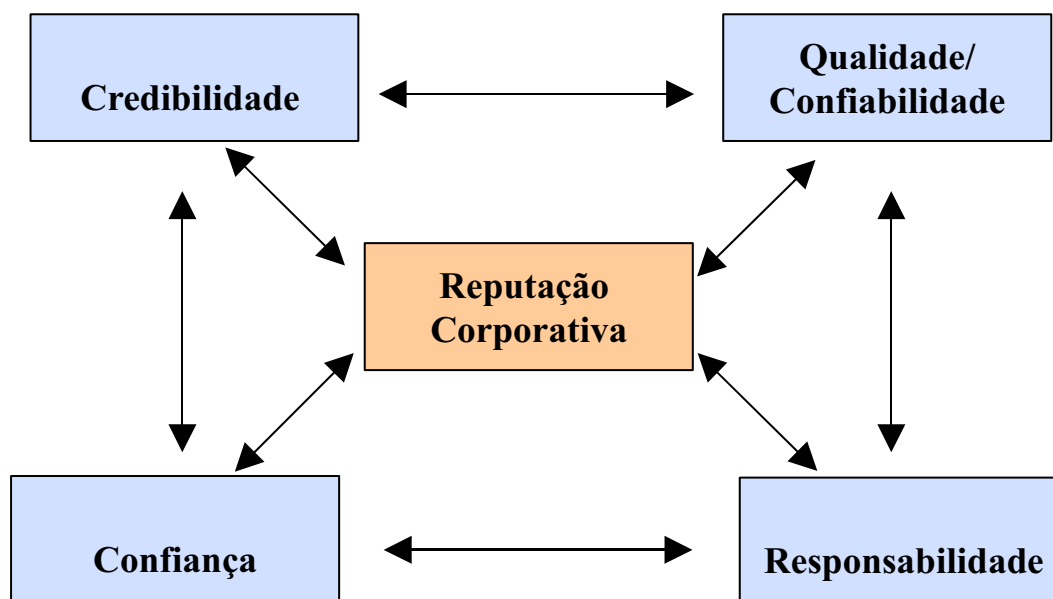 Credibilidade
Qualidade/
Confiabilidade
Reputação
Corporativa
Confiança
Responsabilidade